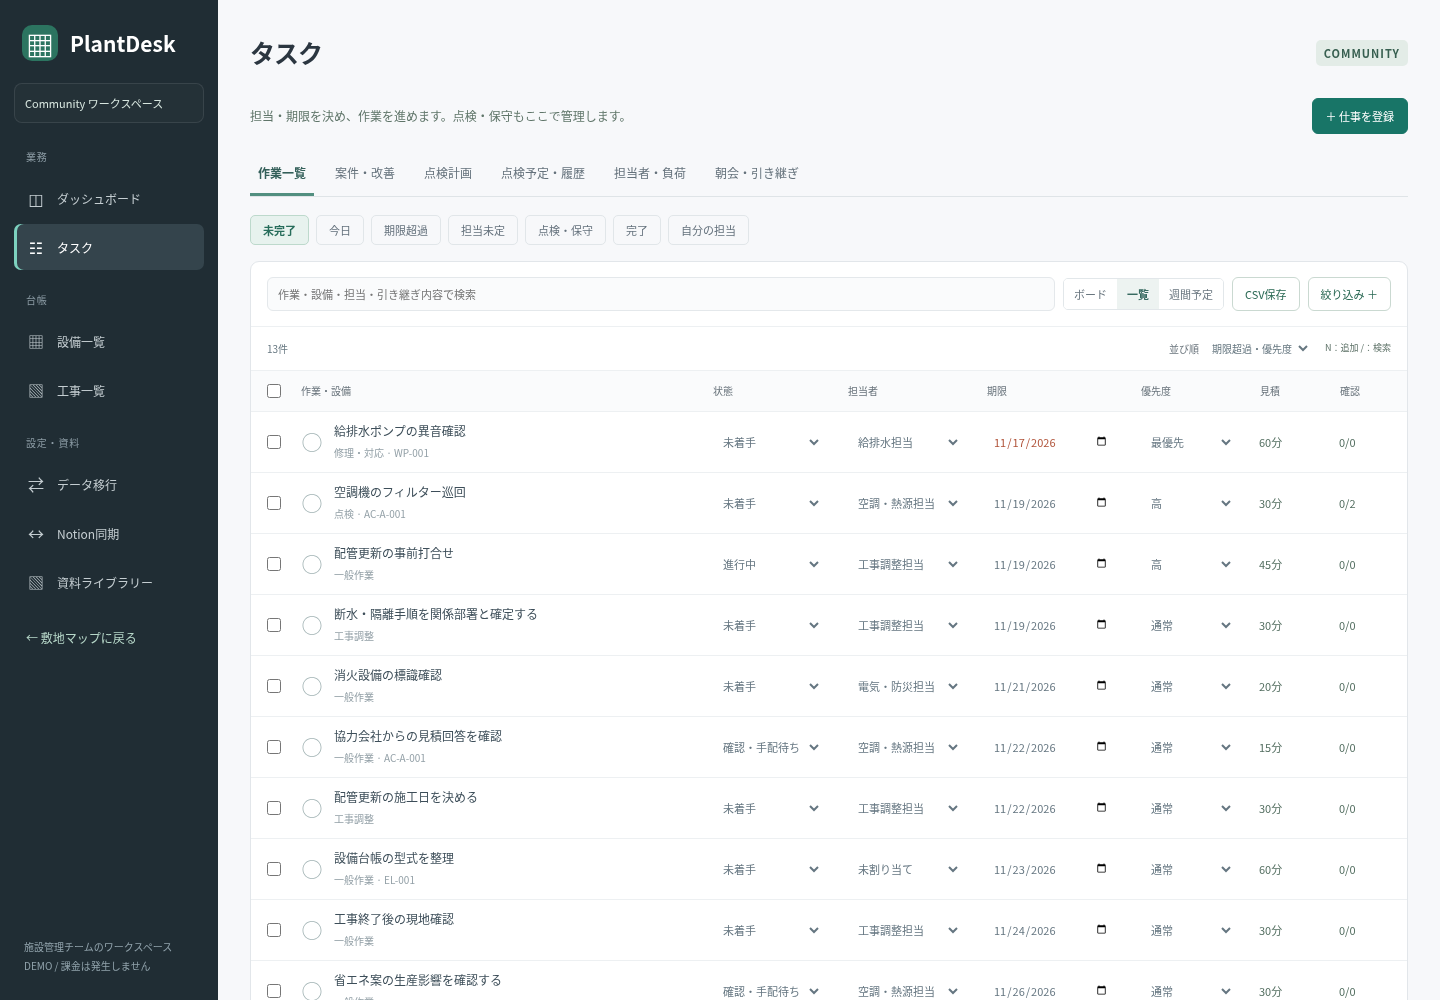 PlantDesk
Community ワークスペース
業務
ダッシュボード
タスク
台帳
設備一覧
工事一覧
設定・資料
データ移行
Notion同期
資料ライブラリー
←敷地マップに戻る
施設管理チームのワークスペース
DEMO / 課金は発生しません
タスク
COMMUNITY
担当・期限を決め、作業を進めます。点検・保守もここで管理します。
＋仕事を登録
作業一覧 案件・改善 点検計画 点検予定・履歴 担当者・負荷 朝会・引き継ぎ
未完了 今日 期限超過 担当未定 点検・保守 完了 自分の担当
作業・設備・担当・引き継ぎ内容で検索 ボード 一覧 週間予定 CSV保存 絞り込み＋
13件 並び順 期限超過・優先度 N：追加 /：検索
作業・設備 状態 担当者 期限 優先度 見積 確認
給排水ポンプの異音確認
修理・対応 · WP-001
未着手 給排水担当 11/17/2026 最優先 60分 0/0
空調機のフィルター巡回
点検 · AC-A-001
未着手 空調・熱源担当 11/19/2026 高 30分 0/2
配管更新の事前打合せ
一般作業
進行中 工事調整担当 11/19/2026 高 45分 0/0
断水・隔離手順を関係部署と確定する
工事調整
未着手 工事調整担当 11/19/2026 通常 30分 0/0
消火設備の標識確認
一般作業
未着手 電気・防災担当 11/21/2026 通常 20分 0/0
協力会社からの見積回答を確認
一般作業 · AC-A-001
確認・手配待ち 空調・熱源担当 11/22/2026 通常 15分 0/0
配管更新の施工日を決める
工事調整
未着手 工事調整担当 11/22/2026 通常 30分 0/0
設備台帳の型式を整理
一般作業 · EL-001
未着手 未割り当て 11/23/2026 通常 60分 0/0
工事終了後の現地確認
一般作業
未着手 工事調整担当 11/24/2026 通常 30分 0/0
省エネ案の生産影響を確認する
確認・手配待ち 空調・熱源担当 11/26/2026 通常 30分 0/0